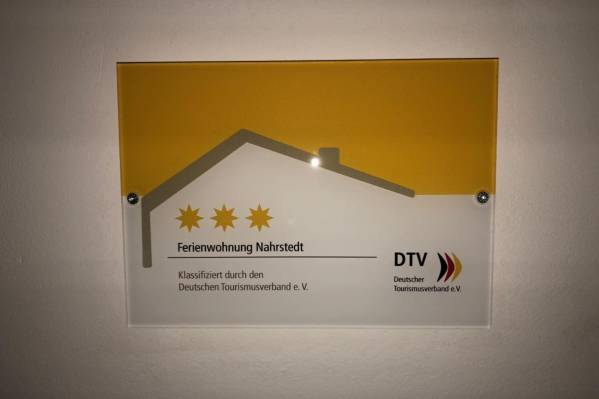 Ferienwohnung Nahrstedt
Klassifiziert durch den
Deutschen Tourismusverband e. V.
DTV
Deutscher
Tourismusverband e.V.